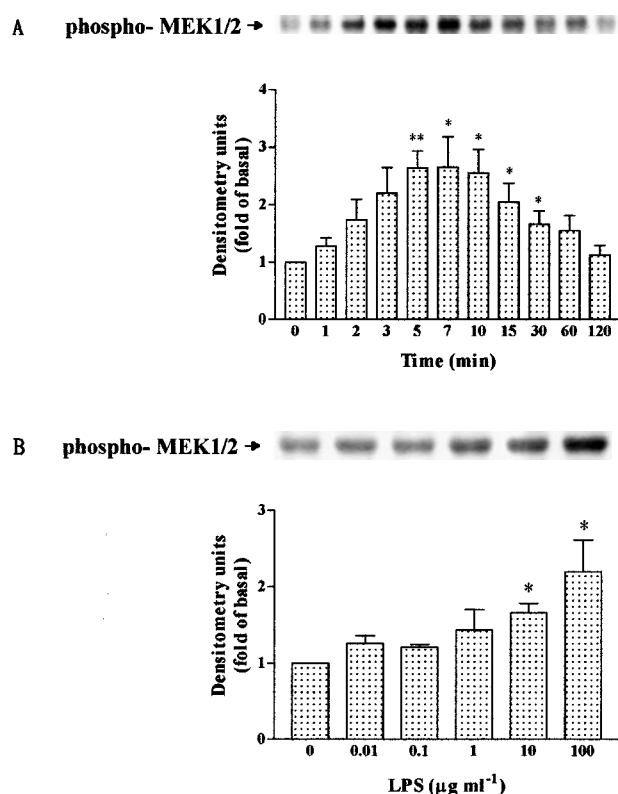 A phospho- MEK1/2 →
Densitometry units
(fold of basal)
4
3
2
1
0
** * * * *
0 1 2 3 5 7 10 15 30 60 120
Time (min)
B phospho- MEK1/2 →
Densitometry units
(fold of basal)
3
2
1
0
* *
0 0.01 0.1 1 10 100
LPS (μg ml⁻¹)